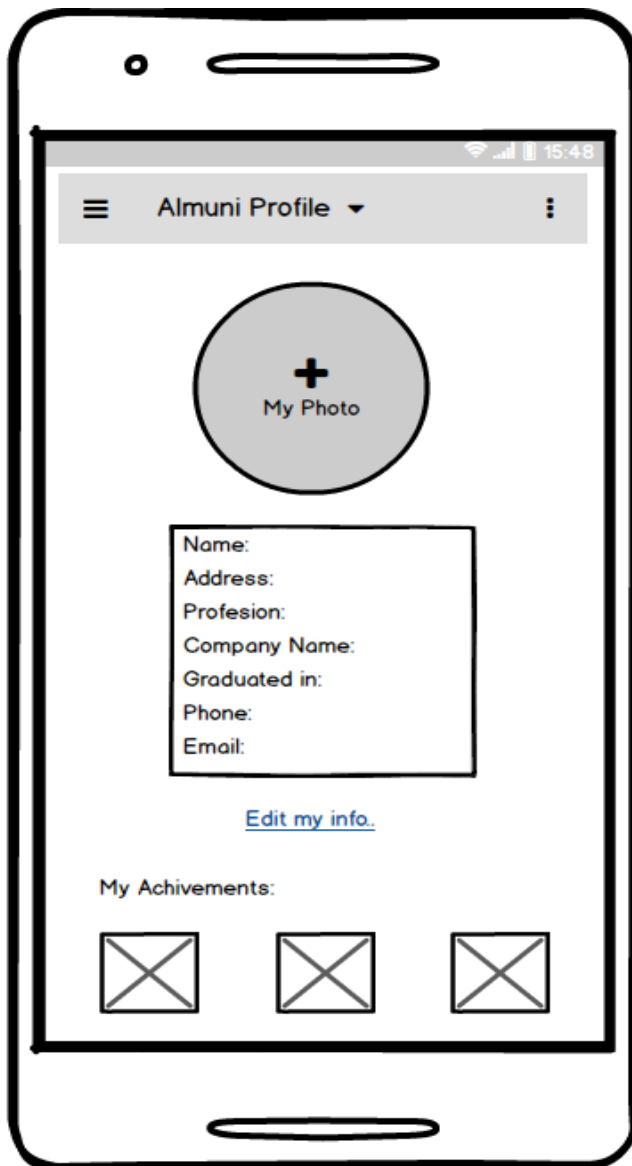 15:48
Almuni Profile
My Photo
Name:
Address:
Profesion:
Company Name:
Graduated in:
Phone:
Email:
Edit my info..
My Achivements: